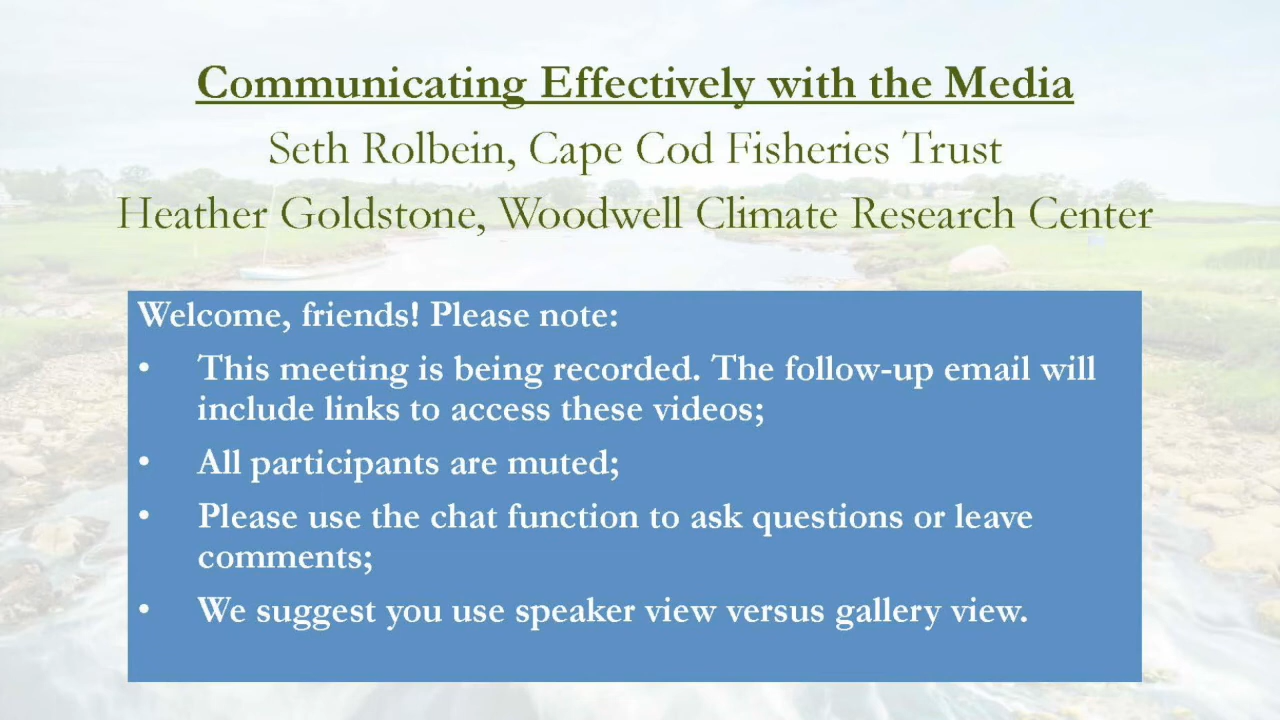 Communicating Effectively with the Media
Seth Rolbein, Cape Cod Fisheries Trust
Heather Goldstone, Woodwell Climate Research Center
Welcome, friends! Please note:
• This meeting is being recorded. The follow-up email will
include links to access these videos;
• All participants are muted;
• Please use the chat function to ask questions or leave
comments;
• We suggest you use speaker view versus gallery view.